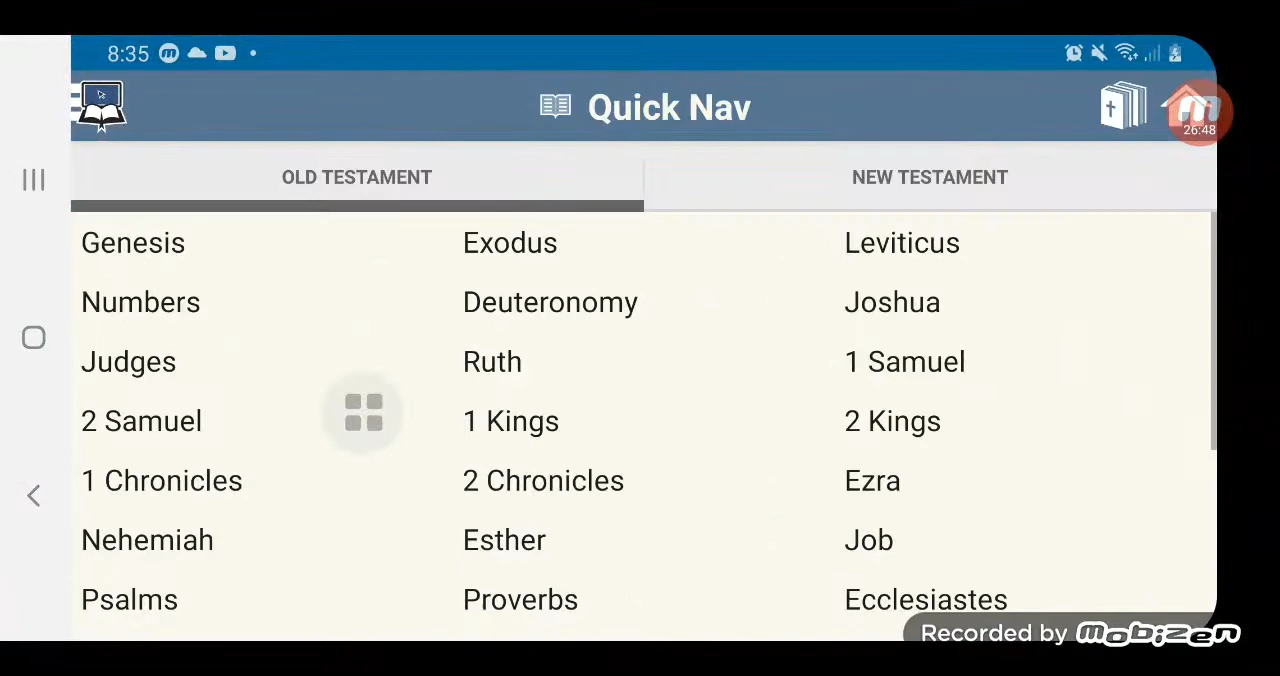 8:35
Quick Nav
26:48
OLD TESTAMENT NEW TESTAMENT
Genesis Exodus Leviticus
Numbers Deuteronomy Joshua
Judges Ruth 1 Samuel
2 Samuel 1 Kings 2 Kings
1 Chronicles 2 Chronicles Ezra
Nehemiah Esther Job
Psalms Proverbs Ecclesiastes
Recorded by mobizen